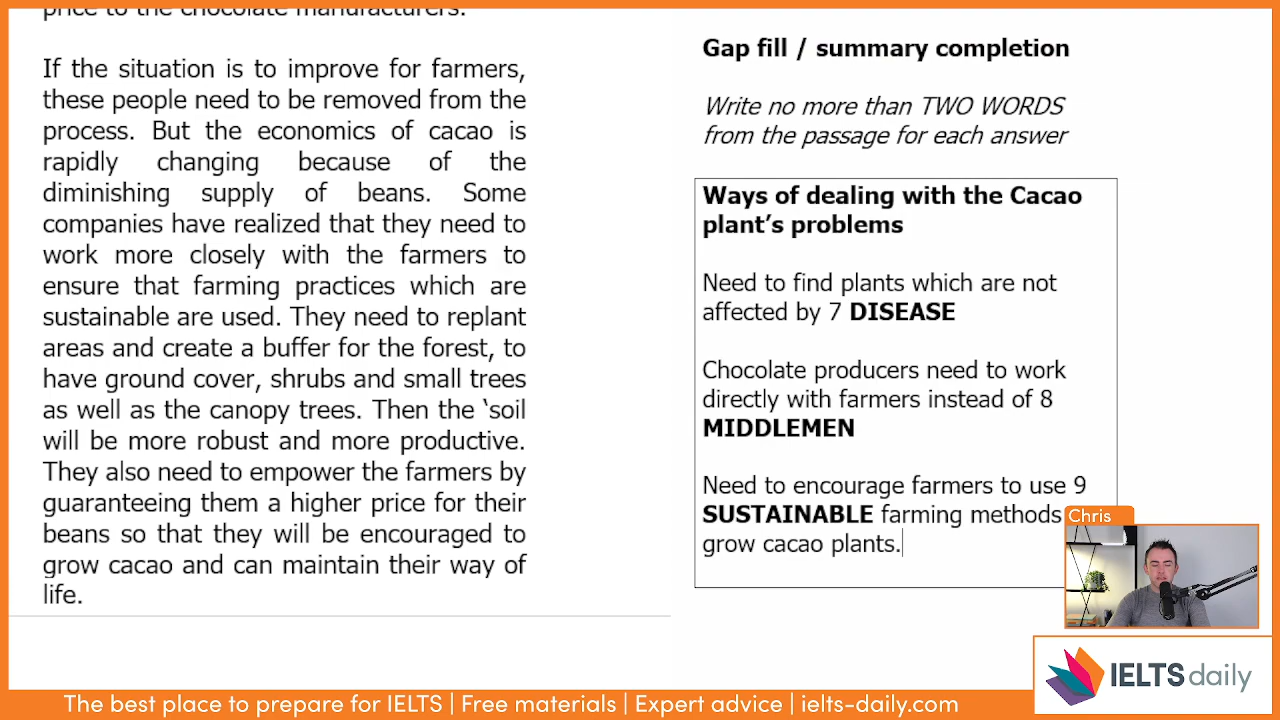 price to the chocolate manufacturers.
If the situation is to improve for farmers,
these people need to be removed from the
process. But the economics of cacao is
rapidly changing because of the
diminishing supply of beans. Some
companies have realized that they need to
work more closely with the farmers to
ensure that farming practices which are
sustainable are used. They need to replant
areas and create a buffer for the forest, to
have ground cover, shrubs and small trees
as well as the canopy trees. Then the ‘soil
will be more robust and more productive.
They also need to empower the farmers by
guaranteeing them a higher price for their
beans so that they will be encouraged to
grow cacao and can maintain their way of
life.
Gap fill / summary completion
Write no more than TWO WORDS
from the passage for each answer
Ways of dealing with the Cacao
plant’s problems
Need to find plants which are not
affected by 7 DISEASE
Chocolate producers need to work
directly with farmers instead of 8
MIDDLEMEN
Need to encourage farmers to use 9
SUSTAINABLE farming methods
grow cacao plants.
Chris
IELTS daily
The best place to prepare for IELTS | Free materials | Expert advice | ielts-daily.com